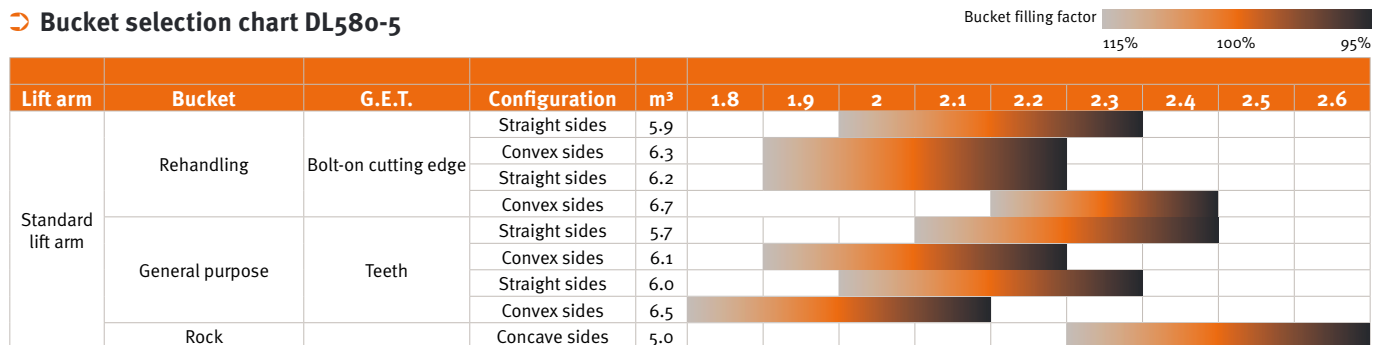 Bucket selection chart DL580-5
Bucket filling factor
115% 100% 95%
Lift arm Bucket G.E.T. Configuration m³ 1.8 1.9 2 2.1 2.2 2.3 2.4 2.5 2.6
Standard lift arm Rehandling Bolt-on cutting edge Straight sides 5.9
Convex sides 6.3
Straight sides 6.2
Convex sides 6.7
General purpose Teeth Straight sides 5.7
Convex sides 6.1
Straight sides 6.0
Convex sides 6.5
Rock Concave sides 5.0